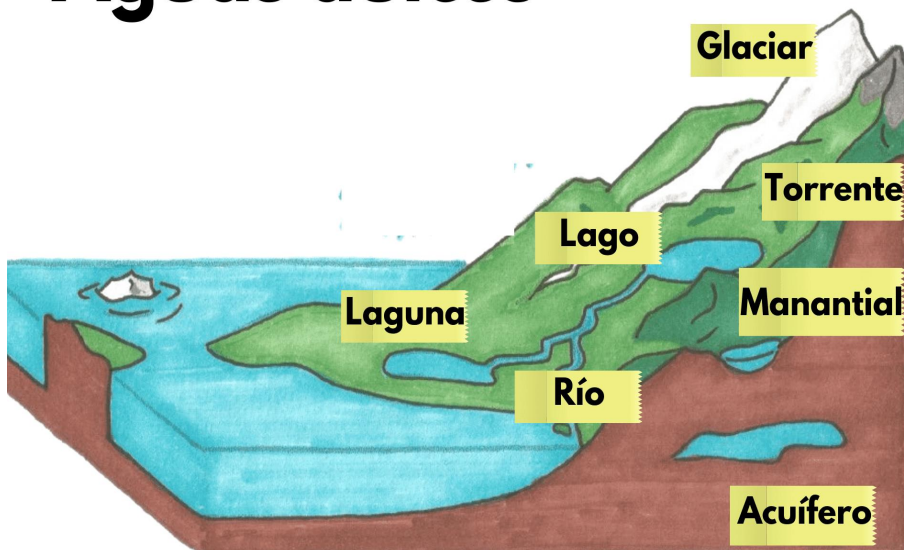 Glaciar
Torrente
Lago
Manantial
Laguna
Río
Acuífero